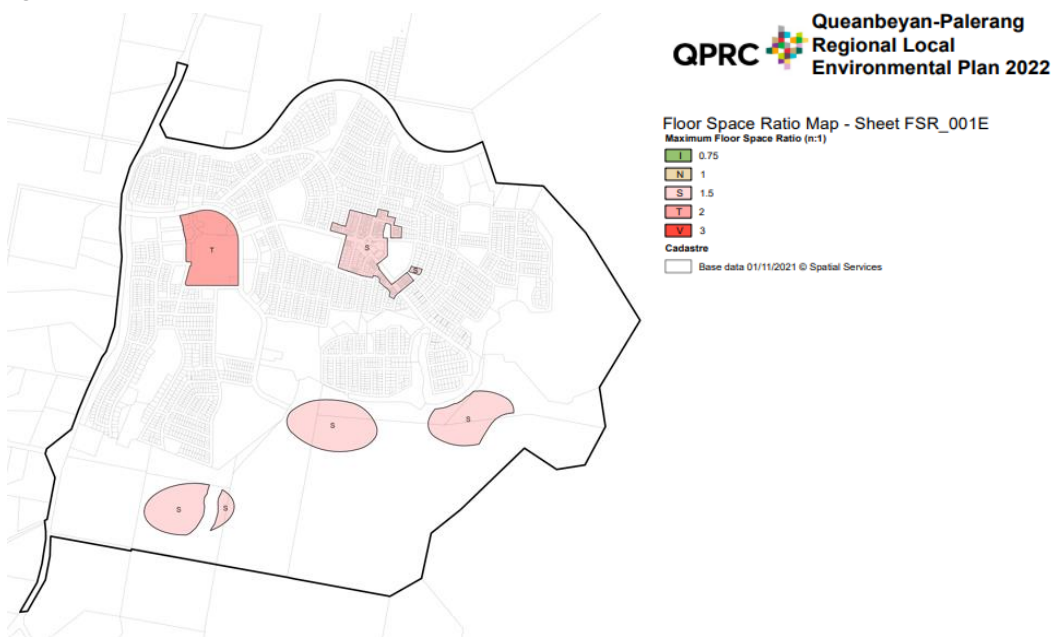 QPRC
Queanbeyan-Palerang
Regional Local
Environmental Plan 2022
Floor Space Ratio Map - Sheet FSR_001E
Maximum Floor Space Ratio (n:1)
I 0.75
N 1
S 1.5
T 2
V 3
Cadastre
Base data 01/11/2021 © Spatial Services
T
S
S
S
S
S
S